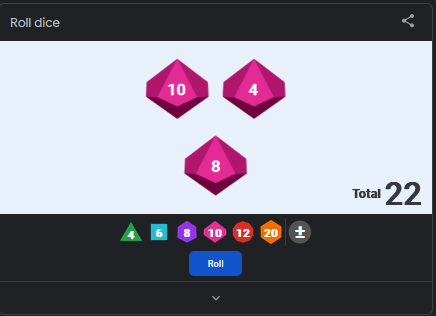 Roll dice
10 4
8
Total 22
4 6 8 10 12 20 ±
Roll